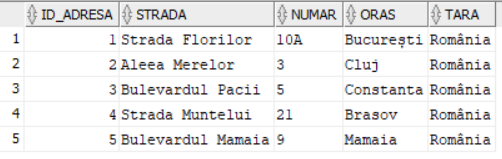 ID_ADRESA STRADA NUMAR ORAS TARA
1 1 Strada Florilor 10A București România
2 2 Aleea Merelor 3 Cluj România
3 3 Bulevardul Pacii 5 Constanta România
4 4 Strada Muntelui 21 Brasov România
5 5 Bulevardul Mamaia 9 Mamaia România